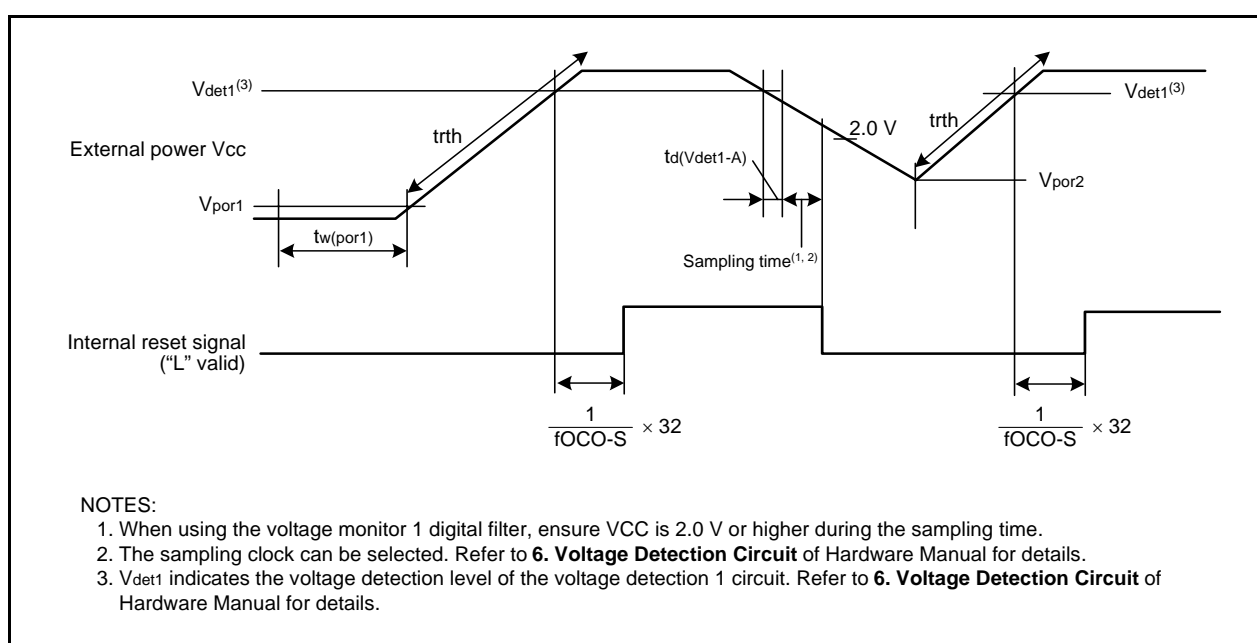 Vdet1(3)
Vdet1(3)
2.0 V
trth
trth
External power Vcc
td(Vdet1-A)
Vpor2
Vpor1
tw(por1)
Sampling time(1, 2)
Internal reset signal
(“L” valid)
1
fOCO-S
× 32
1
fOCO-S
× 32
NOTES:
1. When using the voltage monitor 1 digital filter, ensure VCC is 2.0 V or higher during the sampling time.
2. The sampling clock can be selected. Refer to 6. Voltage Detection Circuit of Hardware Manual for details.
3. Vdet1 indicates the voltage detection level of the voltage detection 1 circuit. Refer to 6. Voltage Detection Circuit of
Hardware Manual for details.